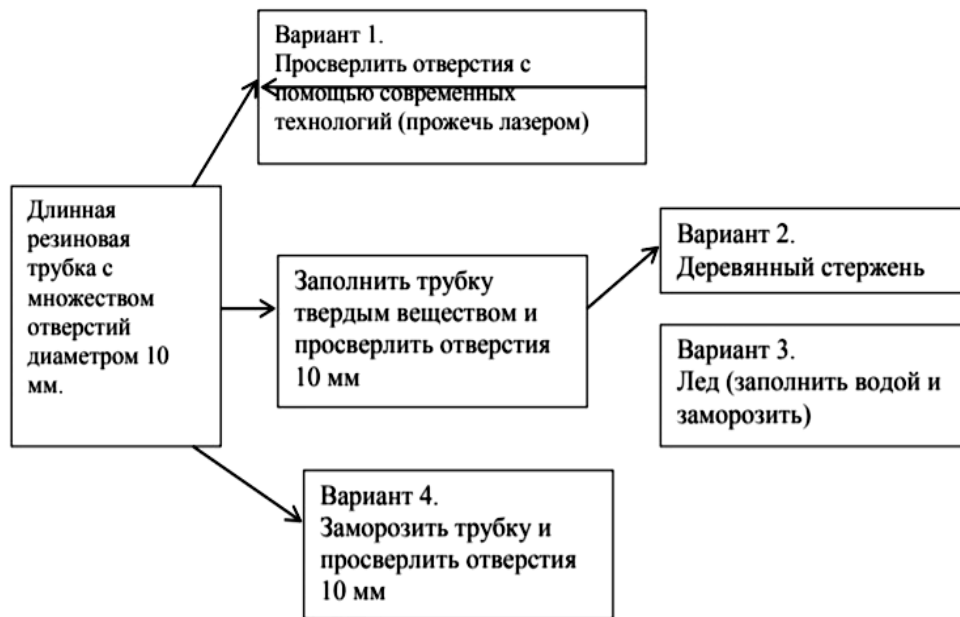 Вариант 1.
Просверлить отверстия с
помощью современных
технологий (прожечь лазером)
Длинная
резиновая
трубка с
множеством
отверстий
диаметром 10
мм.
Заполнить трубку
твердым веществом и
просверлить отверстия
10 мм
Вариант 2.
Деревянный стержень
Вариант 3.
Лед (заполнить водой и
заморозить)
Вариант 4.
Заморозить трубку и
просверлить отверстия
10 мм